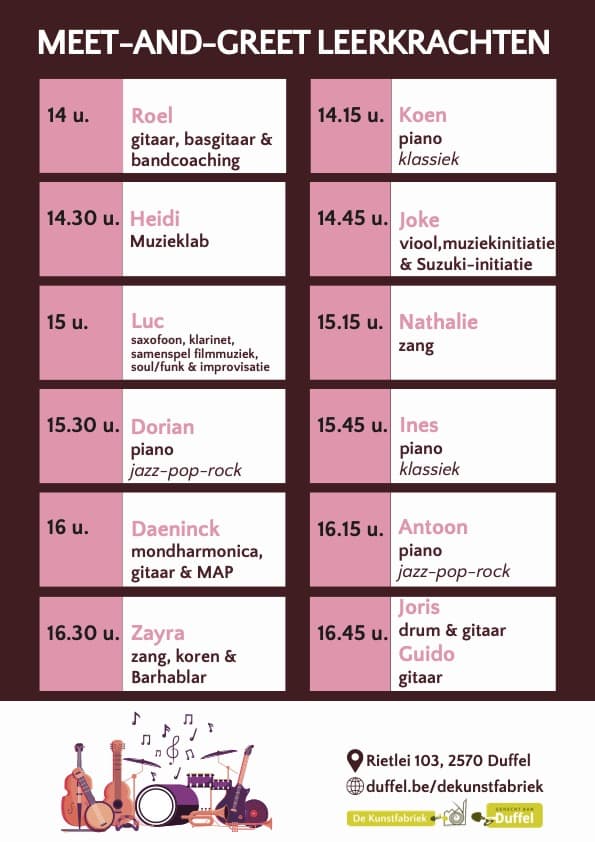 MEET-AND-GREET LEERKRACHTEN
14 u.
Roel
gitaar, basgitaar &
bandcoaching
14.15 u.
Koen
piano
klassiek
14.30 u.
Heidi
Muzieklab
14.45 u.
Joke
viool,muziekinitiatie
& Suzuki-initiatie
15 u.
Luc
saxofoon, klarinet,
samenspel filmmuziek,
soul/funk & improvisatie
15.15 u.
Nathalie
zang
15.30 u.
Dorian
piano
jazz-pop-rock
15.45 u.
Ines
piano
klassiek
16 u.
Daeninck
mondharmonica,
gitaar & MAP
16.15 u.
Antoon
piano
jazz-pop-rock
16.30 u.
Zayra
zang, koren &
Barhablar
16.45 u.
Joris
drum & gitaar
Guido
gitaar
Rietlei 103, 2570 Duffel
duffel.be/dekunstfabriek
De Kunstfabriek
GEHECHT AAN
Duffel